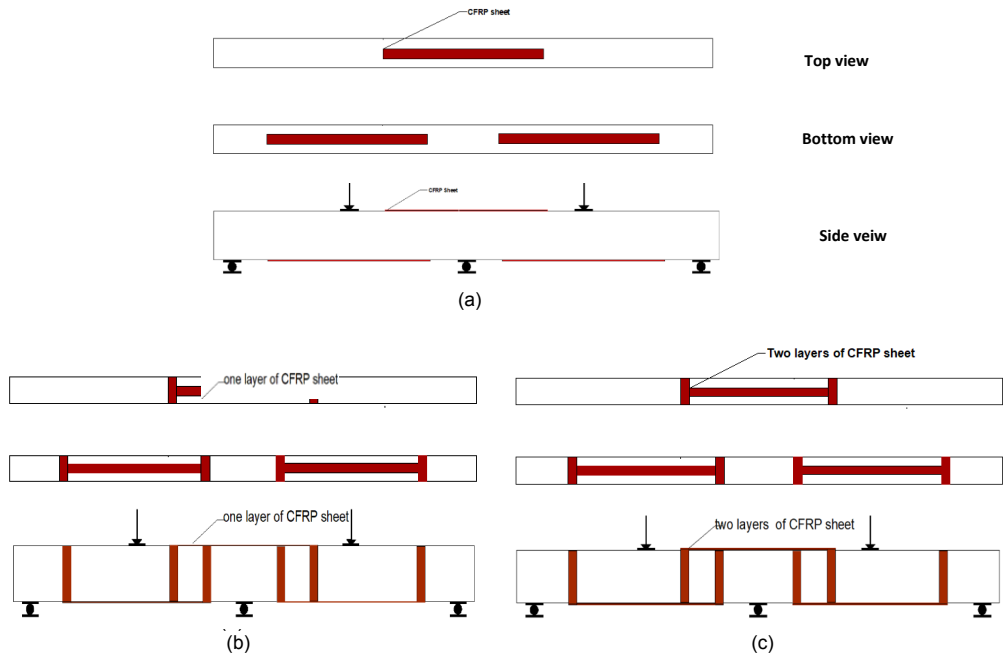 CFRP sheet
Top view
Bottom view
CFRP Sheet
Side veiw
(a)
one layer of CFRP sheet
one layer of CFRP sheet
(b)
Two layers of CFRP sheet
two layers of CFRP sheet
(c)